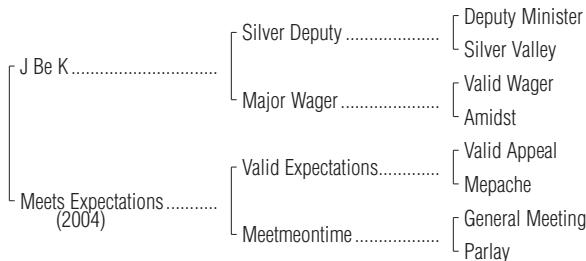 Deputy Minister
Silver Deputy ....................
Silver Valley
J Be K ...............................
Valid Wager
Major Wager .....................
Amidst
Valid Appeal
Valid Expectations.............
Mepache
Meets Expectations ...........
(2004)
General Meeting
Meetmeontime ..................
Parlay